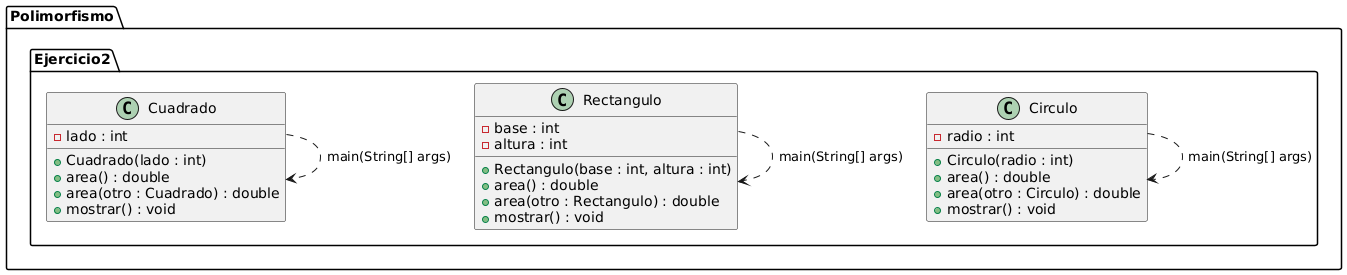 Polimorfismo
Ejercicio2
C Cuadrado
lado : int
Cuadrado(lado : int)
area() : double
area(otro : Cuadrado) : double
mostrar() : void
main(String[] args)
C Rectangulo
base : int
altura : int
Rectangulo(base : int, altura : int)
area() : double
area(otro : Rectangulo) : double
mostrar() : void
main(String[] args)
C Circulo
radio : int
Circulo(radio : int)
area() : double
area(otro : Circulo) : double
mostrar() : void
main(String[] args)